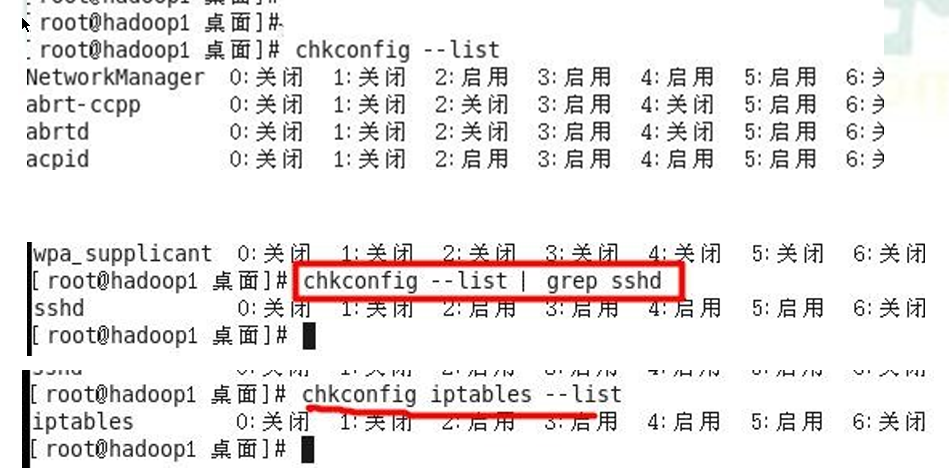 [root@hadoop1 桌面]#
[root@hadoop1 桌面]# chkconfig --list
NetworkManager 0:关闭 1:关闭 2:启用 3:启用 4:启用 5:启用 6:
abrt-ccpp 0:关闭 1:关闭 2:关闭 3:启用 4:关闭 5:启用 6:
abrtd 0:关闭 1:关闭 2:关闭 3:启用 4:关闭 5:启用 6:
acpid 0:关闭 1:关闭 2:启用 3:启用 4:启用 5:启用 6:
wpa_supplicant 0:关闭 1:关闭 2:关闭 3:关闭 4:关闭 5:关闭 6:关闭
[root@hadoop1 桌面]# chkconfig --list | grep sshd
sshd 0:关闭 1:关闭 2:启用 3:启用 4:启用 5:启用 6:关闭
[root@hadoop1 桌面]#
[root@hadoop1 桌面]# chkconfig iptables --list
iptables 0:关闭 1:关闭 2:启用 3:启用 4:启用 5:启用 6:关闭
[root@hadoop1 桌面]#